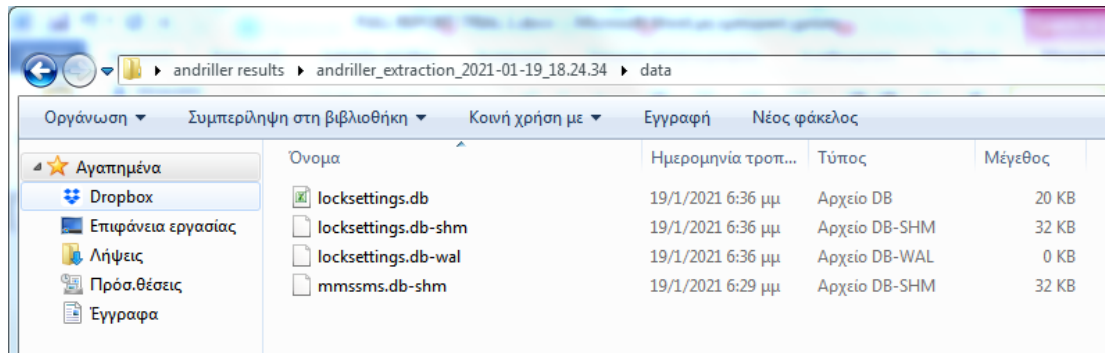 andriller results ▸ andriller_extraction_2021-01-19_18.24.34 ▸ data
Οργάνωση Συμπερίληψη στη βιβλιοθήκη Κοινή χρήση με Εγγραφή Νέος φάκελος
Αγαπημένα
Dropbox
Επιφάνεια εργασίας
Λήψεις
Πρόσ.θέσεις
Έγγραφα
Όνομα Ημερομηνία τροπ... Τύπος Μέγεθος
locksettings.db 19/1/2021 6:36 μμ Αρχείο DB 20 KB
locksettings.db-shm 19/1/2021 6:36 μμ Αρχείο DB-SHM 32 KB
locksettings.db-wal 19/1/2021 6:36 μμ Αρχείο DB-WAL 0 KB
mmssms.db-shm 19/1/2021 6:29 μμ Αρχείο DB-SHM 32 KB